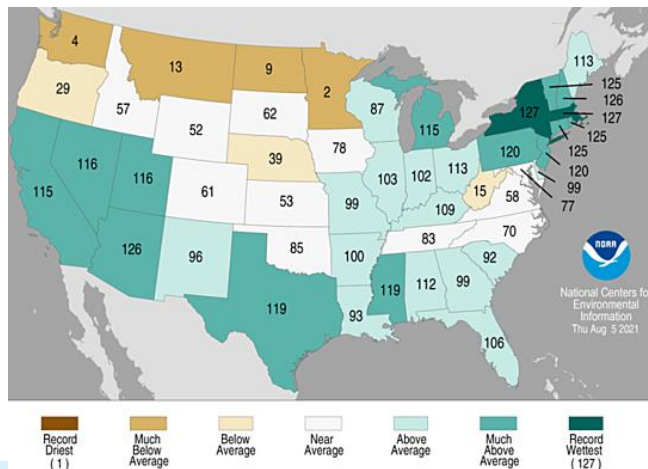 4
13
9
2
113
125
126
127
125
125
120
99
77
29
57
52
62
87
115
127
120
39
78
115
116
116
61
53
99
103
102
113
109
15
58
70
83
126
96
85
100
119
119
93
112
99
92
106
NOAA
National Centers for
Environmental
Information
Thu Aug 5 2021
Record
Driest
(1)
Much
Below
Average
Below
Average
Near
Average
Above
Average
Much
Above
Average
Record
Wettest
(127)